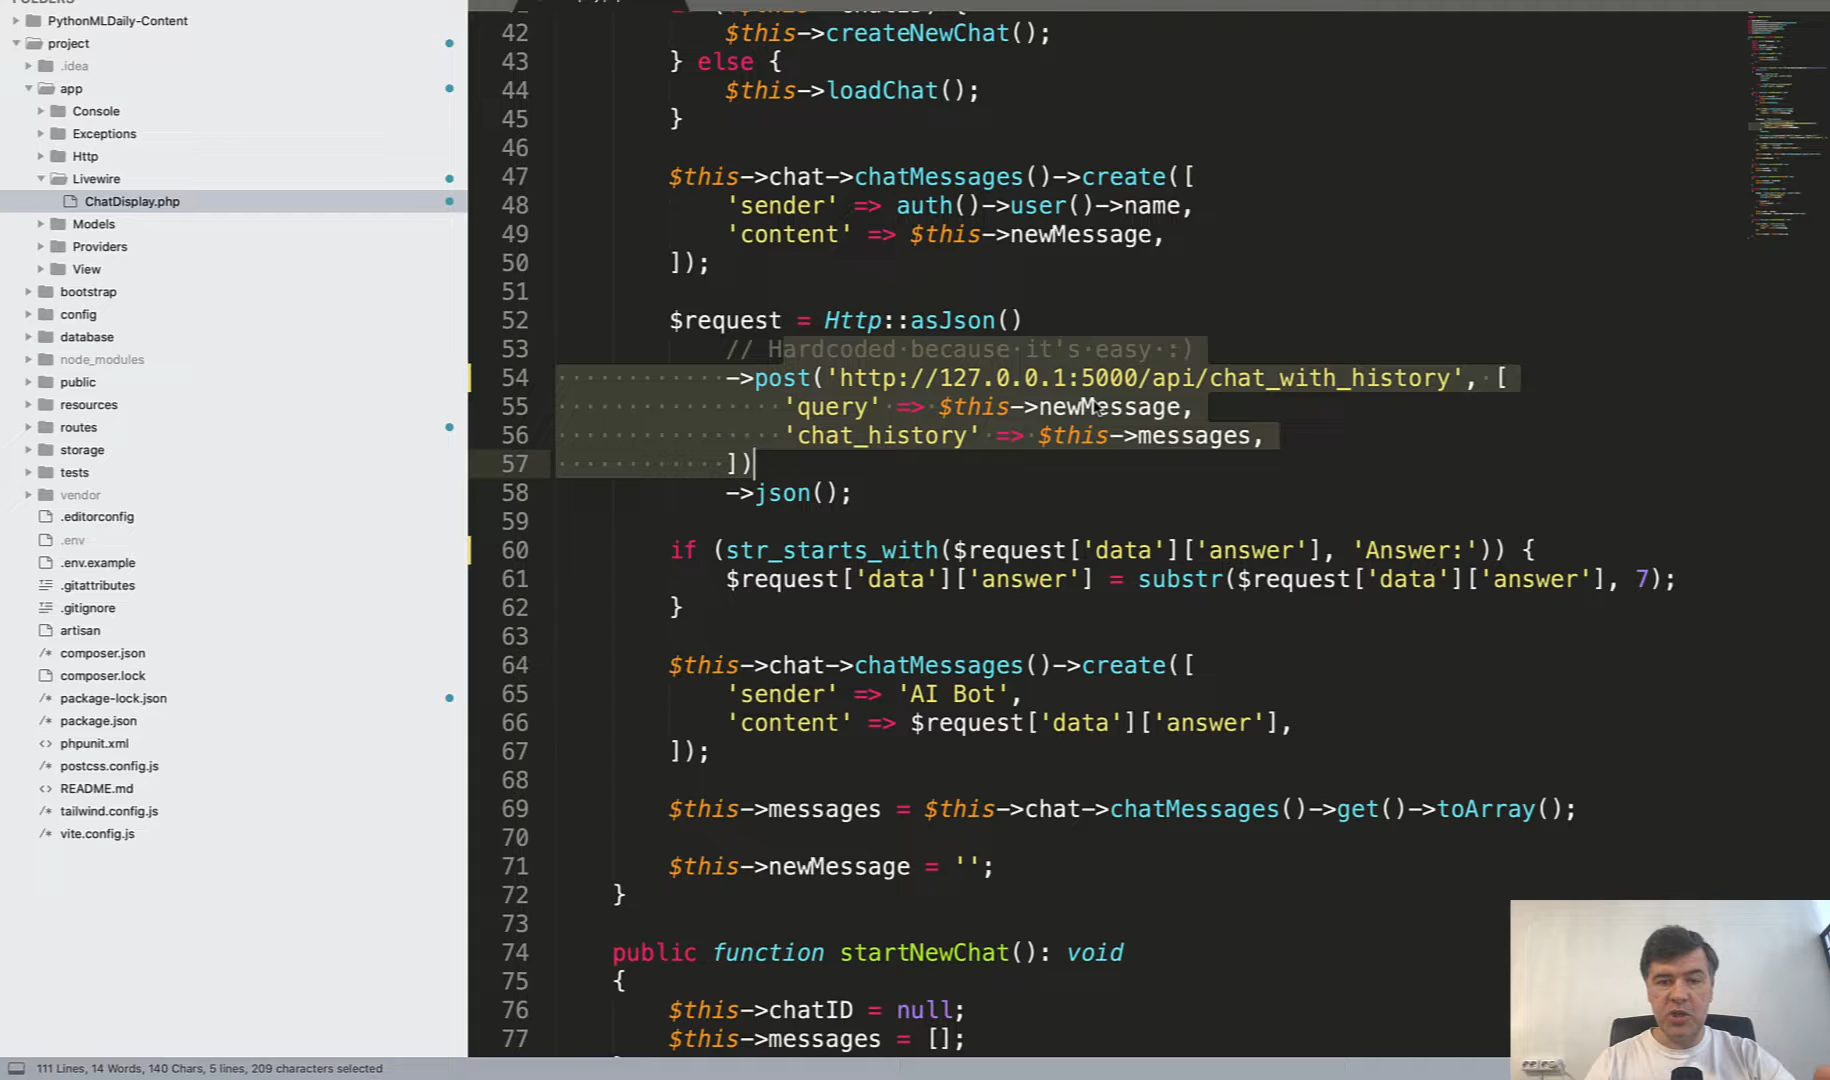 PythonMLDaily-Content
project
.idea
app
Console
Exceptions
Http
Livewire
ChatDisplay.php
Models
Providers
View
bootstrap
config
database
node_modules
public
resources
routes
storage
tests
vendor
.editorconfig
.env
.env.example
.gitattributes
.gitignore
artisan
composer.json
composer.lock
package-lock.json
package.json
phpunit.xml
postcss.config.js
README.md
tailwind.config.js
vite.config.js
42 $this->createNewChat();
43 } else {
44 $this->loadChat();
45 }
46
47 $this->chat->chatMessages()->create([
48 'sender' => auth()->user()->name,
49 'content' => $this->newMessage,
50 ]);
51
52 $request = Http::asJson()
53 // Hardcoded because it's easy :)
54 ->post('http://127.0.0.1:5000/api/chat_with_history', [
55 'query' => $this->newMessage,
56 'chat_history' => $this->messages,
57 ])
58 ->json();
59
60 if (str_starts_with($request['data']['answer'], 'Answer:')) {
61 $request['data']['answer'] = substr($request['data']['answer'], 7);
62 }
63
64 $this->chat->chatMessages()->create([
65 'sender' => 'AI Bot',
66 'content' => $request['data']['answer'],
67 ]);
68
69 $this->messages = $this->chat->chatMessages()->get()->toArray();
70
71 $this->newMessage = '';
72 }
73
74 public function startNewChat(): void
75 {
76 $this->chatID = null;
77 $this->messages = [];
111 Lines, 14 Words, 140 Chars, 5 lines, 209 characters selected